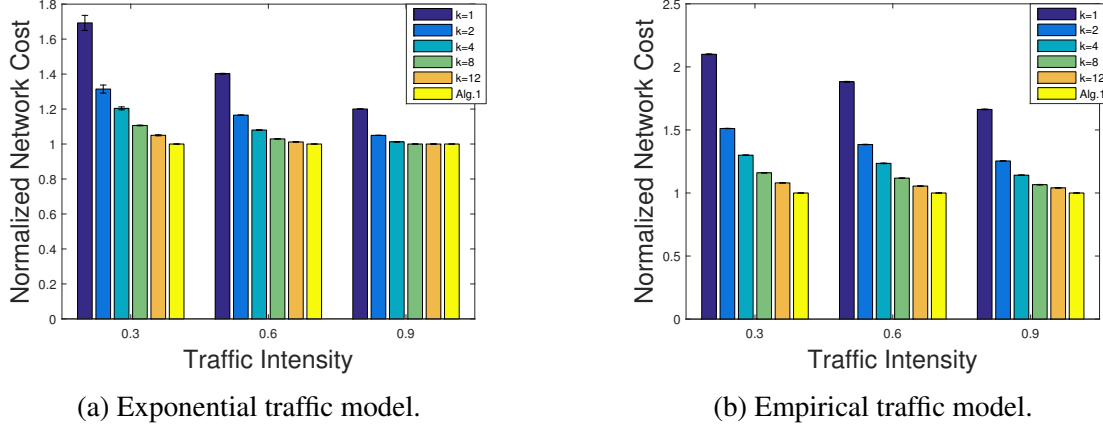 Normalized Network Cost
1.8
1.6
1.4
1.2
1
0.8
0.6
0.4
0.2
0
0.3
0.6
0.9
Traffic Intensity
k=1
k=2
k=4
k=8
k=12
Alg.1
(a) Exponential traffic model.
Normalized Network Cost
2.5
2
1.5
1
0.5
0
0.3
0.6
0.9
Traffic Intensity
k=1
k=2
k=4
k=8
k=12
Alg.1
(b) Empirical traffic model.